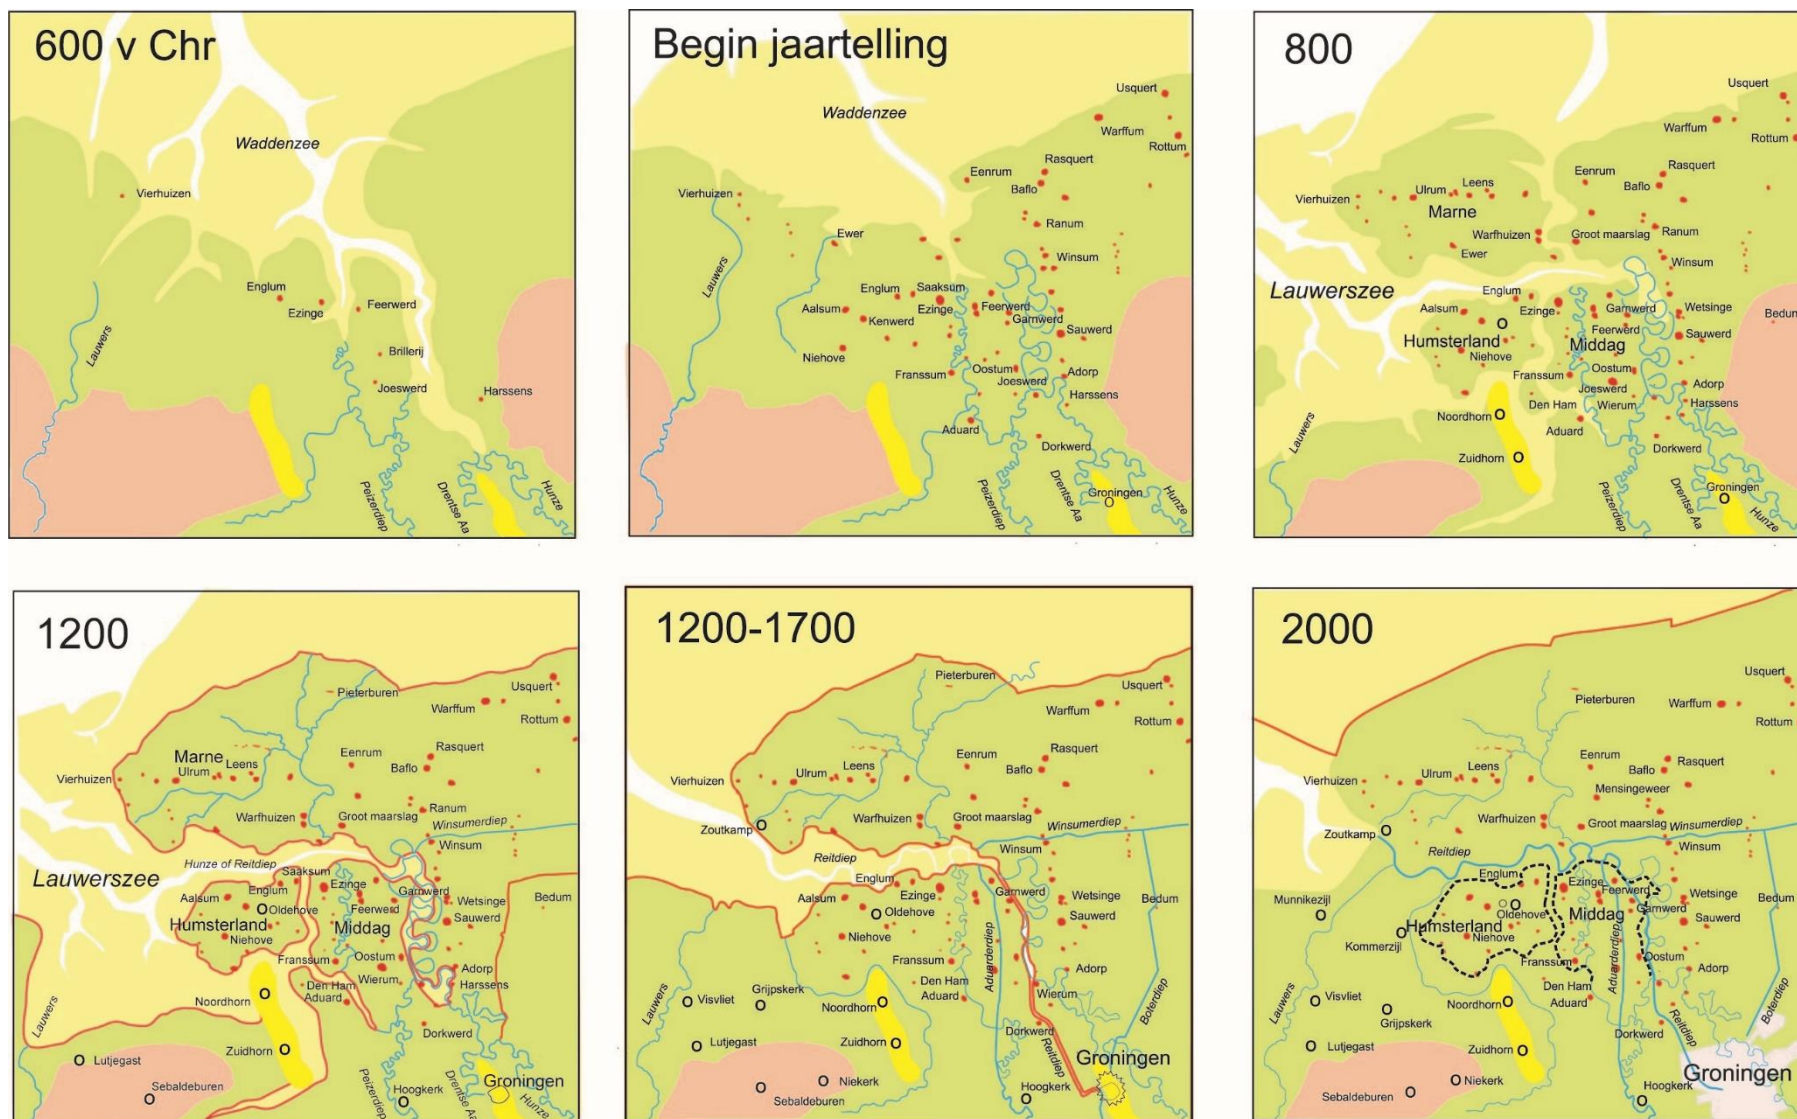 600 v Chr
Waddenzee
Vierhuizen
Englum
Ezinge
Feerwerd
Lauwers
Brillerij
Joeswerd
Harssens
Peizerdiep
Drentse Aa
Hunze
Begin jaartelling
Usquert
Waddenzee
Warffum
Rottum
Rasquert
Eenrum
Baflo
Vierhuizen
Ranum
Ewer
Winsum
Lauwers
Englum
Saaksum
Aalsum
Ezinge
Feerwerd
Kenwerd
Garnwerd
Sauwerd
Niehove
Franssum
Oostum
Joeswerd
Adorp
Harssens
Aduard
Dorkwerd
Peizerdiep
Drentse Aa
Groningen
Hunze
800
Usquert
Warffum
Rottum
Rasquert
Eenrum
Baflo
Vierhuizen
Ulrum
Leens
Marne
Warfhuizen
Groot maarslag
Ranum
Ewer
Winsum
Lauwerszee
Englum
Aalsum
Ezinge
Garnwerd
Wetsinge
Bedum
Feerwerd
Sauwerd
Humsterland
Niehove
Middag
Franssum
Oostum
Joeswerd
Adorp
Noordhorn
Den Ham
Wierum
Harssens
Aduard
Lauwers
Zuidhorn
Dorkwerd
Peizerdiep
Drentse Aa
Groningen
Hunze
1200
Pieterburen
Usquert
Warffum
Rottum
Marne
Eenrum
Rasquert
Vierhuizen
Ulrum
Leens
Baflo
Warfhuizen
Groot maarslag
Ranum
Winsumerdiep
Winsum
Hunze of Reitdiep
Lauwerszee
Saaksum
Englum
Ezinge
Aalsum
Garnwerd
Wetsinge
Bedum
Oldehove
Feerwerd
Sauwerd
Humsterland
Niehove
Middag
Franssum
Oostum
Adorp
Den Ham
Wierum
Harssens
Noordhorn
Aduard
Lauwers
Dorkwerd
Zuidhorn
Lutjegast
Sebaldeburen
Peizerdiep
Hoogkerk
Drentse Aa
Groningen
Hunze
1200-1700
Pieterburen
Usquert
Warffum
Rottum
Eenrum
Rasquert
Vierhuizen
Ulrum
Leens
Baflo
Zoutkamp
Warfhuizen
Groot maarslag
Winsumerdiep
Winsum
Reitdiep
Englum
Aalsum
Ezinge
Garnwerd
Wetsinge
Bedum
Oldehove
Sauwerd
Niehove
Franssum
Adorp
Den Ham
Aduard
Aduarderdiep
Wierum
Lauwers
Visvliet
Grijpskerk
Noordhorn
Boterdiep
Dorkwerd
Lutjegast
Zuidhorn
Reitdiep
Groningen
Niekerk
Sebaldeburen
Hoogkerk
2000
Usquert
Pieterburen
Warffum
Rottum
Eenrum
Rasquert
Vierhuizen
Ulrum
Leens
Baflo
Mensingeweer
Zoutkamp
Warfhuizen
Groot maarslag
Winsumerdiep
Winsum
Reitdiep
Englum
Ezinge
Feerwerd
Wetsinge
Bedum
Munnikezijl
Oldehove
Middag
Garnwerd
Sauwerd
Humsterland
Kommerzijl
Niehove
Franssum
Oostum
Adorp
Den Ham
Aduard
Aduarderdiep
Lauwers
Visvliet
Grijpskerk
Noordhorn
Reitdiep
Boterdiep
Dorkwerd
Lutjegast
Zuidhorn
Groningen
Niekerk
Sebaldeburen
Hoogkerk